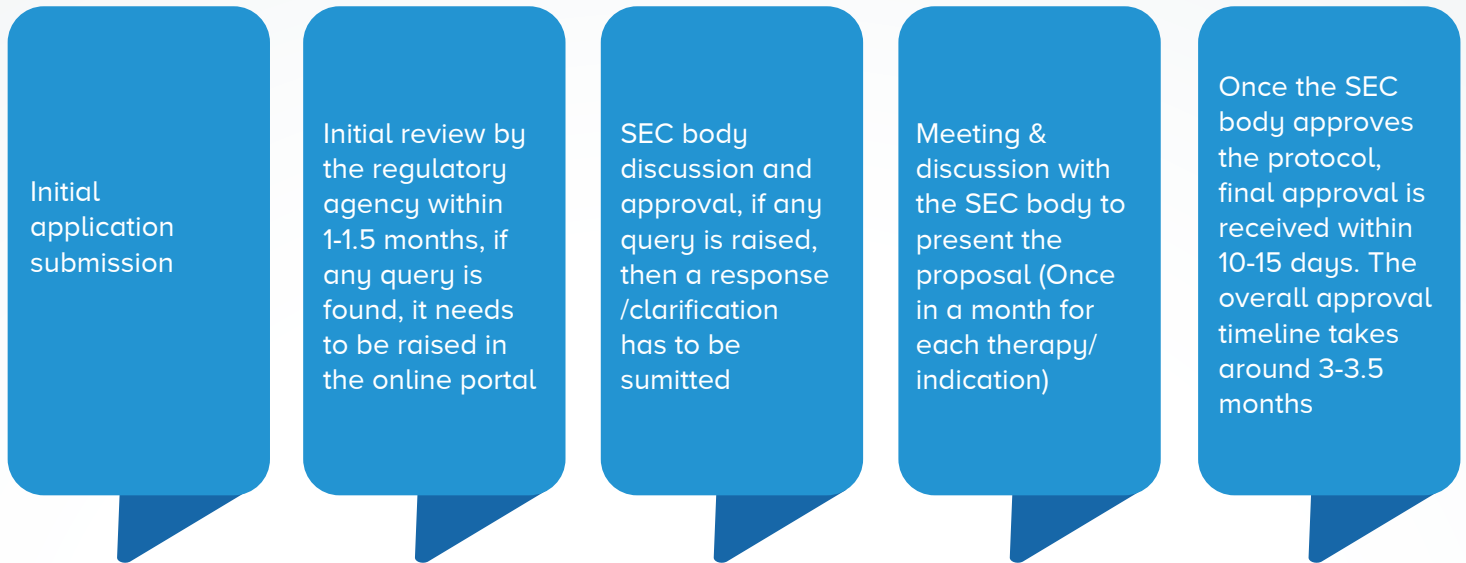 Initial
application
submission
Initial review by
the regulatory
agency within
1-1.5 months, if
any query is
found, it needs
to be raised in
the online portal
SEC body
discussion and
approval, if any
query is raised,
then a response
/clarification
has to be
sumitted
Meeting &
discussion with
the SEC body to
present the
proposal (Once
in a month for
each therapy/
indication)
Once the SEC
body approves
the protocol,
final approval is
received within
10-15 days. The
overall approval
timeline takes
around 3-3.5
months